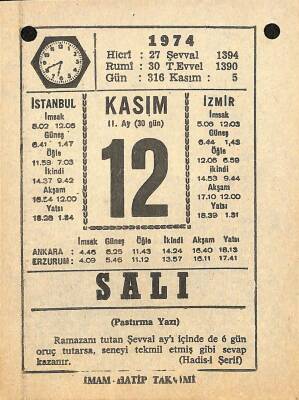 1974
Hicrî : 27 Şevval 1394
Rumî : 30 T.Evvel 1390
Gün : 316 Kasım : 5
İSTANBUL
İmsak
5.02 12.05
Güneş
6.41 1.47
Öğle
11.59 7.03
İkindi
14.37 9.42
Akşam
16.54 12.00
Yatsı
18.28 1.34
KASIM
11. Ay (30 gün)
12
İZMİR
İmsak
5.09 12.03
Güneş
6.44
Öğle
12.05 6.59
İkindi
14.53 9.44
Akşam
17.10 12.00
Yatsı
18.39 1.31
İmsak Güneş Öğle İkindi Akşam Yatsı
ANKARA : 4.46 6.25 11.43 14.24 16.40 18.13
ERZURUM : 4.09 5.46 11.12 13.57 16.11 17.41
SALI
(Pastırma Yazı)
Ramazanı tutan Şevval ay'ı içinde de 6 gün
oruç tutarsa, seneyi tekmil etmiş gibi sevap
kazanır. (Hadis-i Şerif)
İMAM-HATİP TAKVİMİ